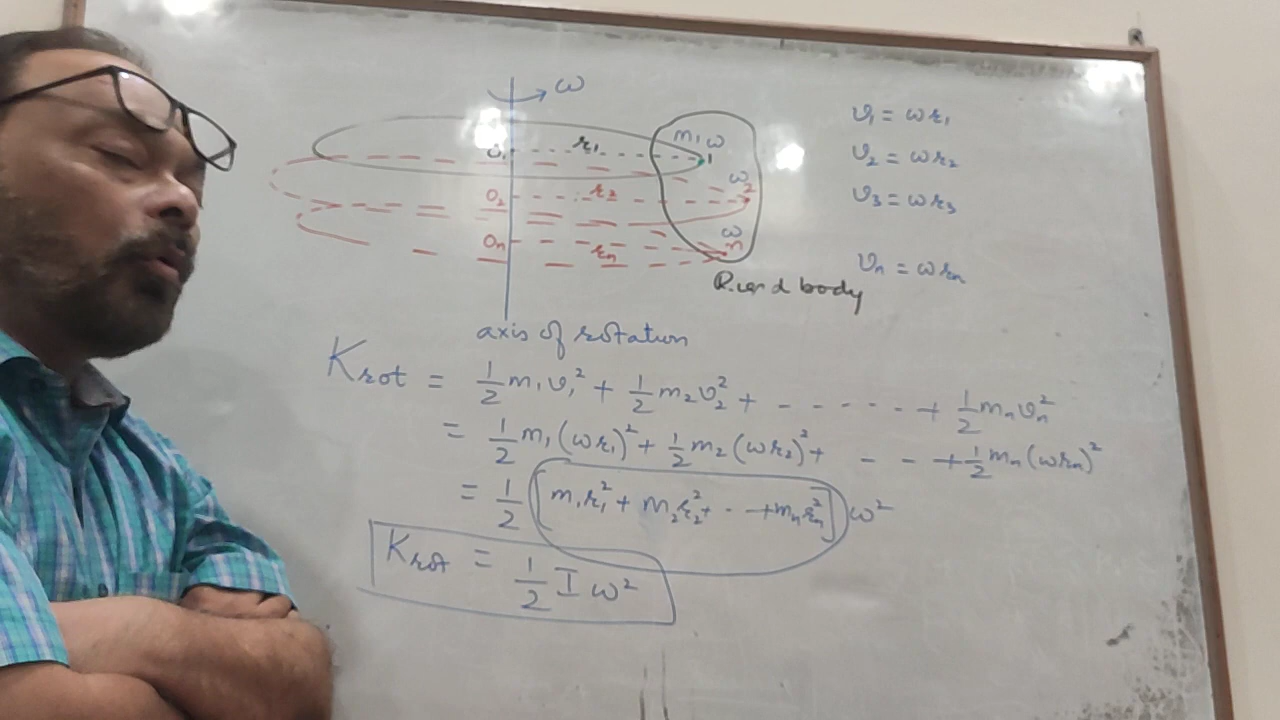 ω
m₁ ω
1
O₁ r₁
ω
2
O₂ r₂
ω
n
Oₙ rₙ
body
axis of rotation
v₁ = ωr₁
v₂ = ωr₂
v₃ = ωr₃
vₙ = ωrₙ
Krot = 1/2 m₁v₁² + 1/2 m₂v₂² + - - - - - + 1/2 mₙvₙ²
= 1/2 m₁(ωr₁)² + 1/2 m₂(ωr₂)² + - - - + 1/2 mₙ(ωrₙ)²
= 1/2 [m₁r₁² + m₂r₂² + - - + mₙrₙ²] ω²
Krot = 1/2 I ω²